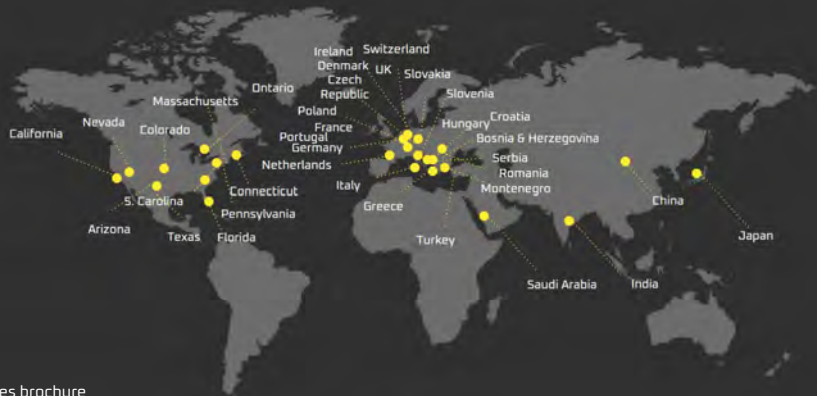 Ireland
Switzerland
Denmark
UK
Slovakia
Czech
Republic
Slovenia
Ontario
Massachusetts
Poland
Croatia
Nevada
Colorado
France
Hungary
California
Portugal
Bosnia & Herzegovina
Germany
Serbia
Netherlands
Romania
Italy
Montenegro
Connecticut
S. Carolina
Pennsylvania
Greece
China
Arizona
Texas
Florida
Turkey
Japan
Saudi Arabia
India
es brochure